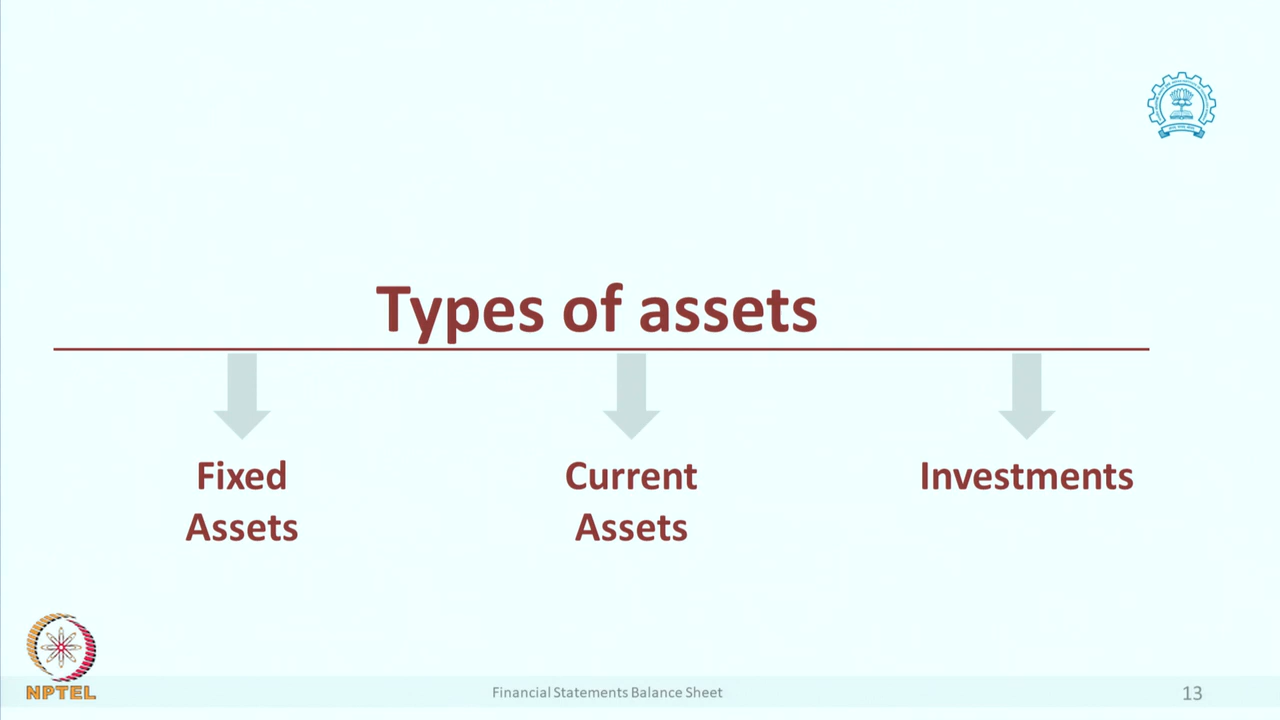 Types of assets
Fixed
Assets
Current
Assets
Investments
NPTEL
Financial Statements Balance Sheet
13